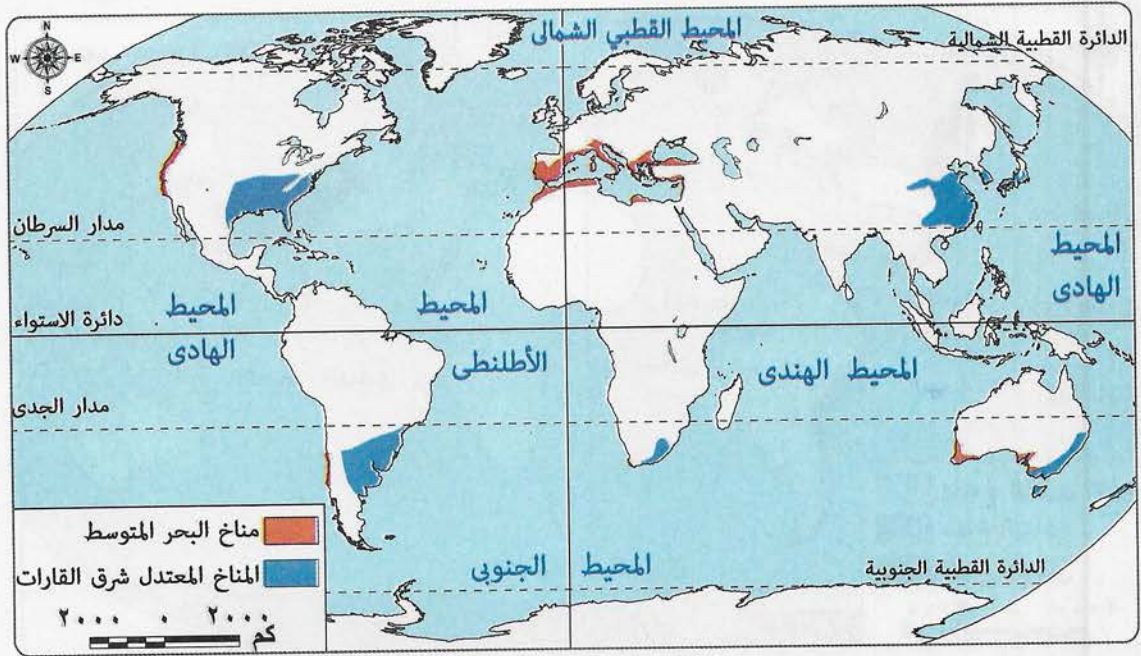 N
W E
S
المحيط القطبي الشمالى
الدائرة القطبية الشمالية
مدار السرطان
المحيط
الهادى
المحيط
الهادى
المحيط
الأطلنطى
دائرة الاستواء
المحيط الهندى
مدار الجدى
مناخ البحر المتوسط
المناخ المعتدل شرق القارات
٢٠٠٠ ٠ ٢٠٠٠
كم
المحيط الجنوبى
الدائرة القطبية الجنوبية